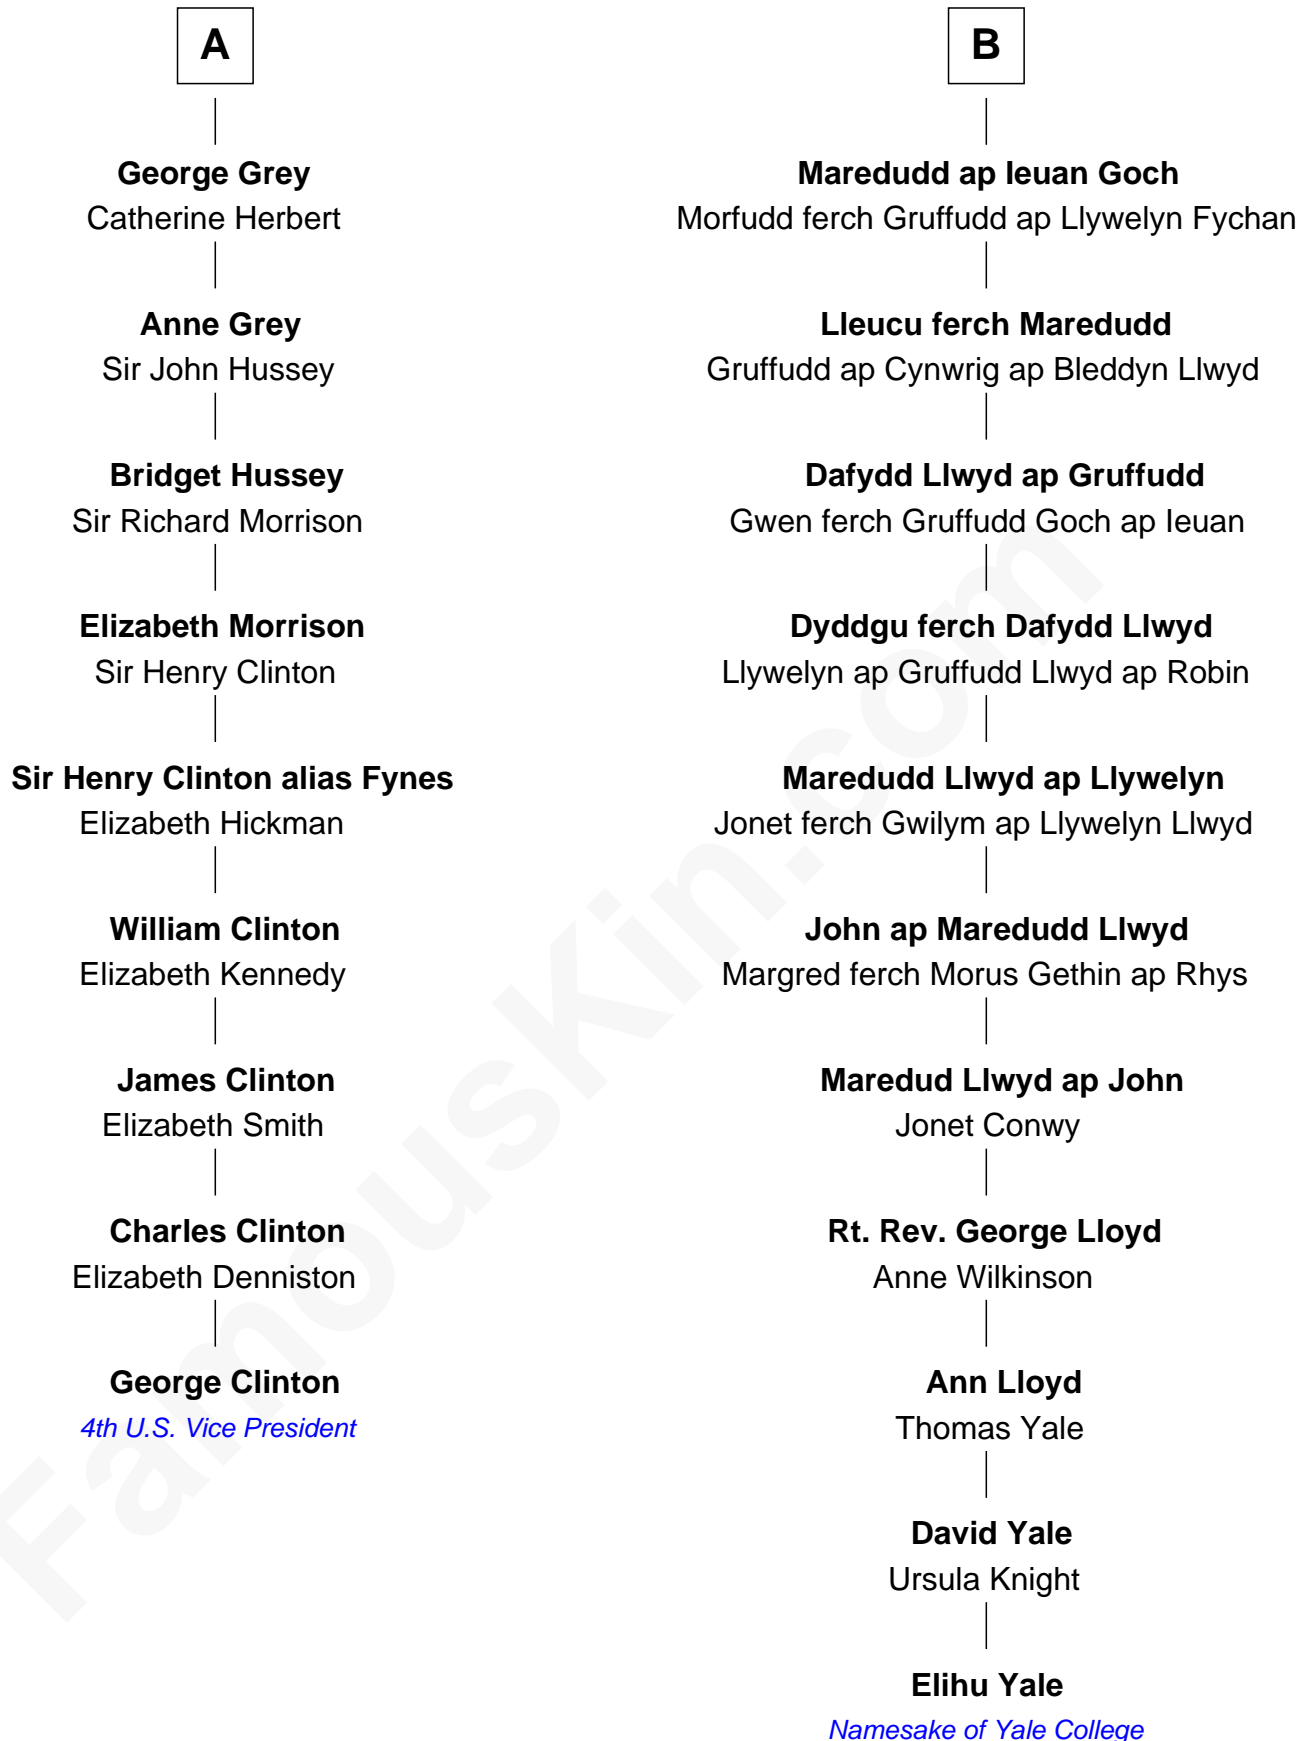 A
George Grey
Catherine Herbert
Anne Grey
Sir John Hussey
Bridget Hussey
Sir Richard Morrison
Elizabeth Morrison
Sir Henry Clinton
Sir Henry Clinton alias Fynes
Elizabeth Hickman
William Clinton
Elizabeth Kennedy
James Clinton
Elizabeth Smith
Charles Clinton
Elizabeth Denniston
George Clinton
4th U.S. Vice President
B
Maredudd ap Ieuan Goch
Morfudd ferch Gruffudd ap Llywelyn Fychan
Lleucu ferch Maredudd
Gruffudd ap Cynwrig ap Bleddyn Llwyd
Dafydd Llwyd ap Gruffudd
Gwen ferch Gruffudd Goch ap Ieuan
Dyddgu ferch Dafydd Llwyd
Llywelyn ap Gruffudd Llwyd ap Robin
Maredudd Llwyd ap Llywelyn
Jonet ferch Gwilym ap Llywelyn Llwyd
John ap Maredudd Llwyd
Margred ferch Morus Gethin ap Rhys
Maredud Llwyd ap John
Jonet Conwy
Rt. Rev. George Lloyd
Anne Wilkinson
Ann Lloyd
Thomas Yale
David Yale
Ursula Knight
Elihu Yale
Namesake of Yale College
FamousKin.com